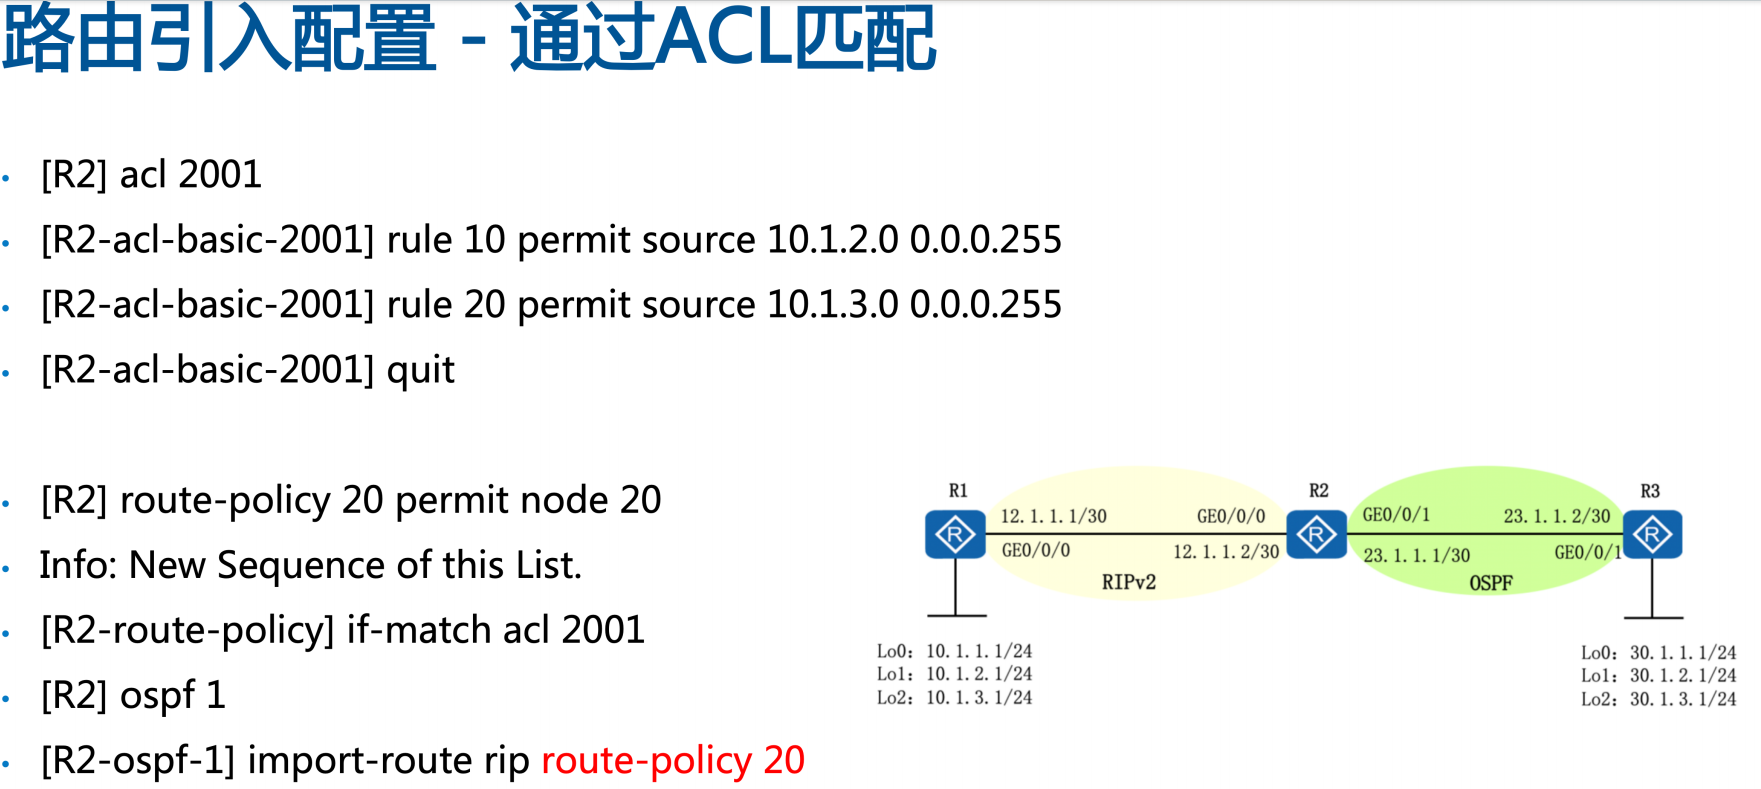 路由引入配置 - 通过ACL匹配
• [R2] acl 2001
• [R2-acl-basic-2001] rule 10 permit source 10.1.2.0 0.0.0.255
• [R2-acl-basic-2001] rule 20 permit source 10.1.3.0 0.0.0.255
• [R2-acl-basic-2001] quit
• [R2] route-policy 20 permit node 20
• Info: New Sequence of this List.
• [R2-route-policy] if-match acl 2001
• [R2] ospf 1
• [R2-ospf-1] import-route rip route-policy 20
R1
R2
R3
12.1.1.1/30
GE0/0/0
GE0/0/1
23.1.1.2/30
R
R
R
GE0/0/0
12.1.1.2/30
23.1.1.1/30
GE0/0/1
RIPv2
OSPF
Lo0: 10.1.1.1/24
Lo1: 10.1.2.1/24
Lo2: 10.1.3.1/24
Lo0: 30.1.1.1/24
Lo1: 30.1.2.1/24
Lo2: 30.1.3.1/24